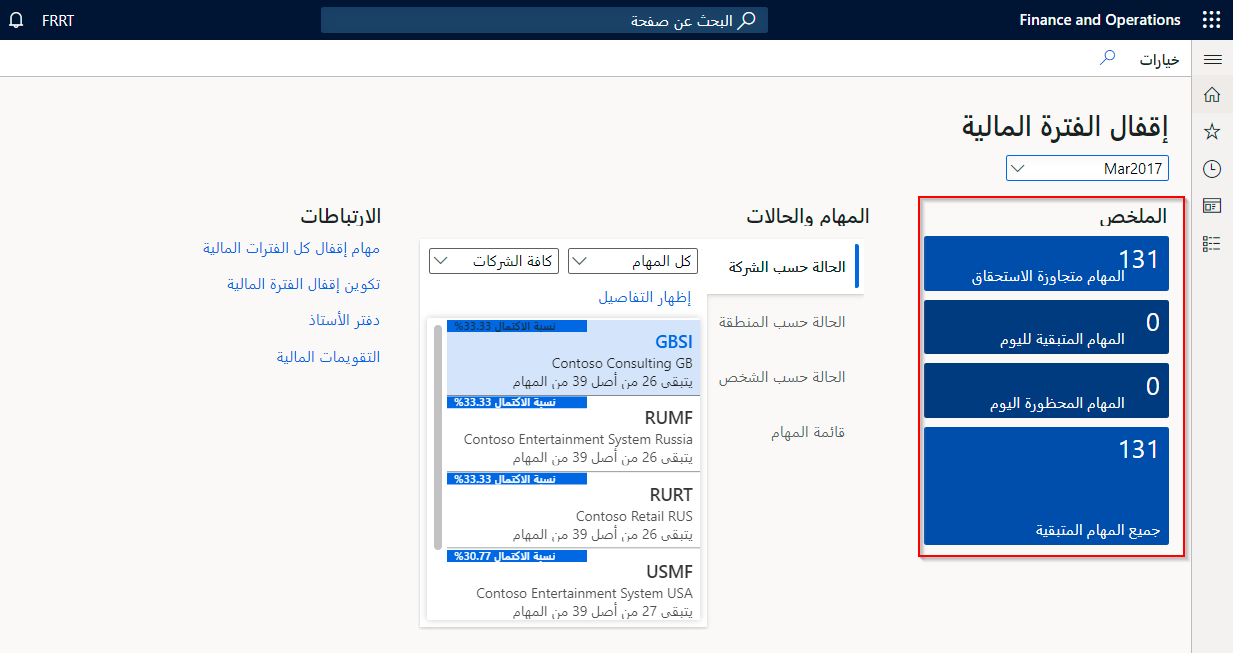 Finance and Operations
البحث عن صفحة
FRRT
خيارات
إقفال الفترة المالية
Mar2017
الملخص
131
المهام متجاوزة الاستحقاق
0
المهام المتبقية لليوم
0
المهام المحظورة اليوم
131
جميع المهام المتبقية
المهام والحالات
الحالة حسب الشركة
الحالة حسب المنطقة
الحالة حسب الشخص
قائمة المهام
كل المهام
كافة الشركات
إظهار التفاصيل
نسبة الاكتمال 33.33%
GBSI
Contoso Consulting GB
يتبقى 26 من أصل 39 من المهام
نسبة الاكتمال 33.33%
RUMF
Contoso Entertainment System Russia
يتبقى 26 من أصل 39 من المهام
نسبة الاكتمال 33.33%
RURT
Contoso Retail RUS
يتبقى 26 من أصل 39 من المهام
نسبة الاكتمال 30.77%
USMF
Contoso Entertainment System USA
يتبقى 27 من أصل 39 من المهام
الارتباطات
مهام إقفال كل الفترات المالية
تكوين إقفال الفترة المالية
دفتر الأستاذ
التقويمات المالية